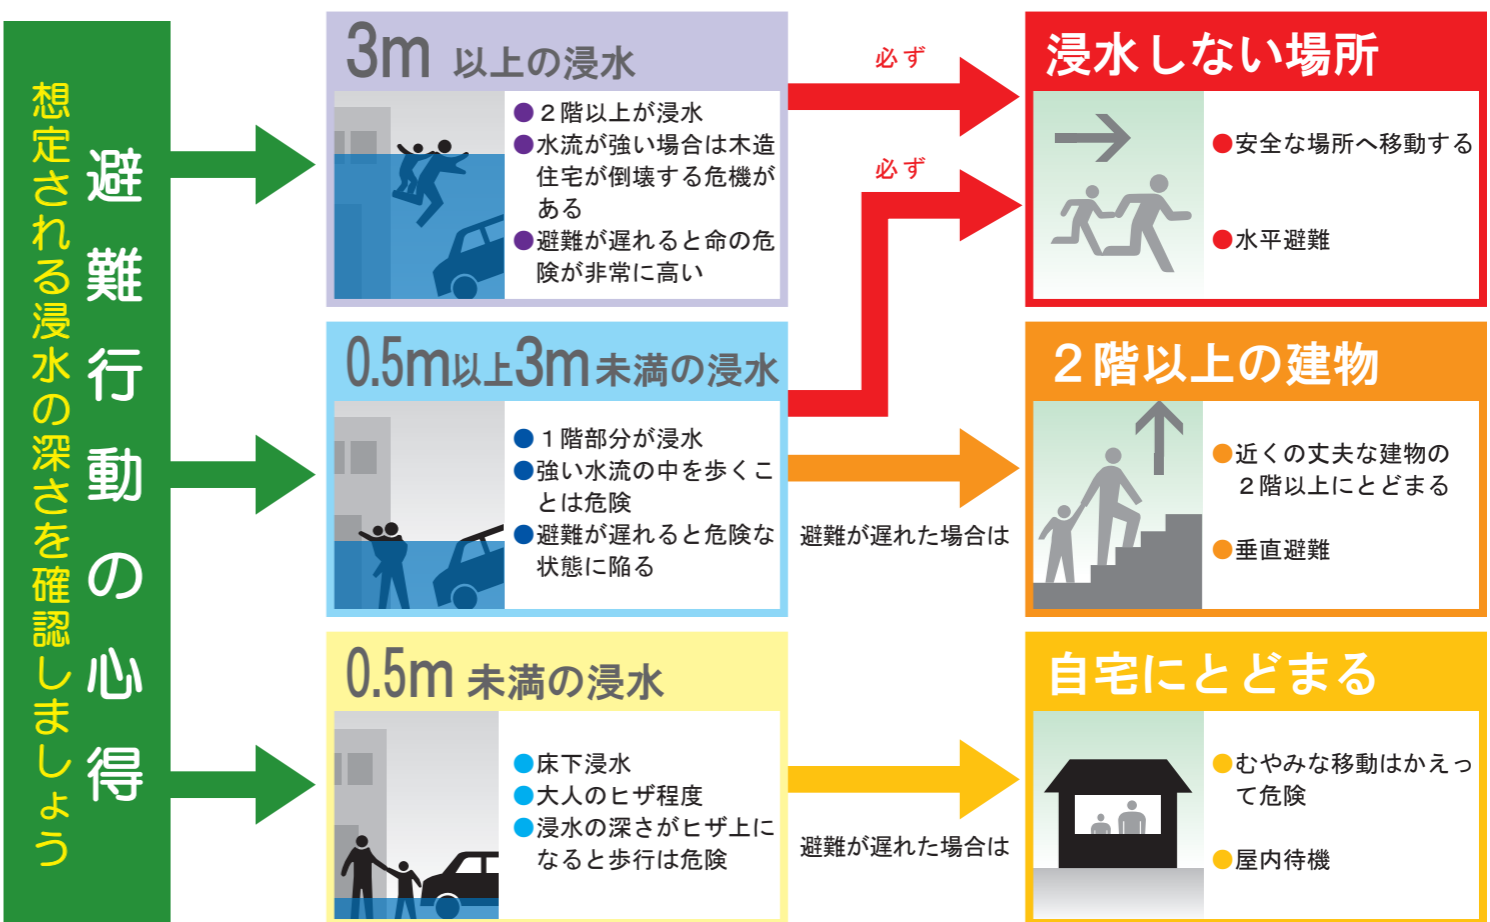 避難行動の心得
想定される浸水の深さを確認しましょう
3m 以上の浸水
●２階以上が浸水
●水流が強い場合は木造
住宅が倒壊する危機が
ある
●避難が遅れると命の危
険が非常に高い
必ず
浸水しない場所
●安全な場所へ移動する
●水平避難
0.5m以上3m未満の浸水
●１階部分が浸水
●強い水流の中を歩くこ
とは危険
●避難が遅れると危険な
状態に陥る
必ず
避難が遅れた場合は
２階以上の建物
●近くの丈夫な建物の
２階以上にとどまる
●垂直避難
0.5m 未満の浸水
●床下浸水
●大人のヒザ程度
●浸水の深さがヒザ上に
なると歩行は危険
避難が遅れた場合は
自宅にとどまる
●むやみな移動はかえっ
て危険
●屋内待機